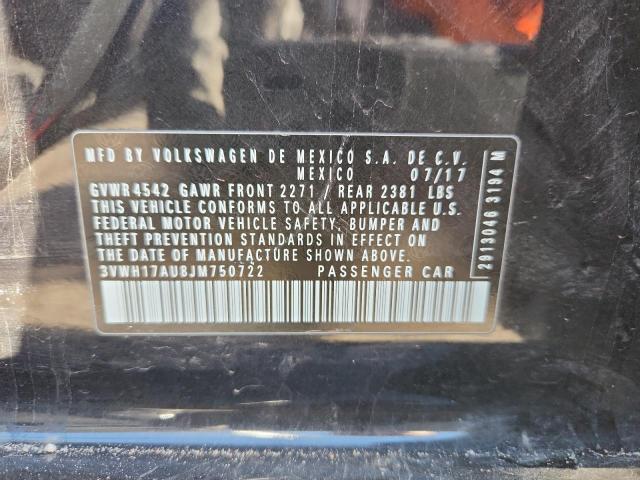 MFD BY VOLKSWAGEN DE MEXICO S.A. DE C.V.
MEXICO 07/17
GVWR 4542 GAWR FRONT 2271 / REAR 2381 LBS
THIS VEHICLE CONFORMS TO ALL APPLICABLE U.S.
FEDERAL MOTOR VEHICLE SAFETY, BUMPER AND
THEFT PREVENTION STANDARDS IN EFFECT ON
THE DATE OF MANUFACTURE SHOWN ABOVE.
3VWH17AU8JM750722 PASSENGER CAR
2913046 3194 M